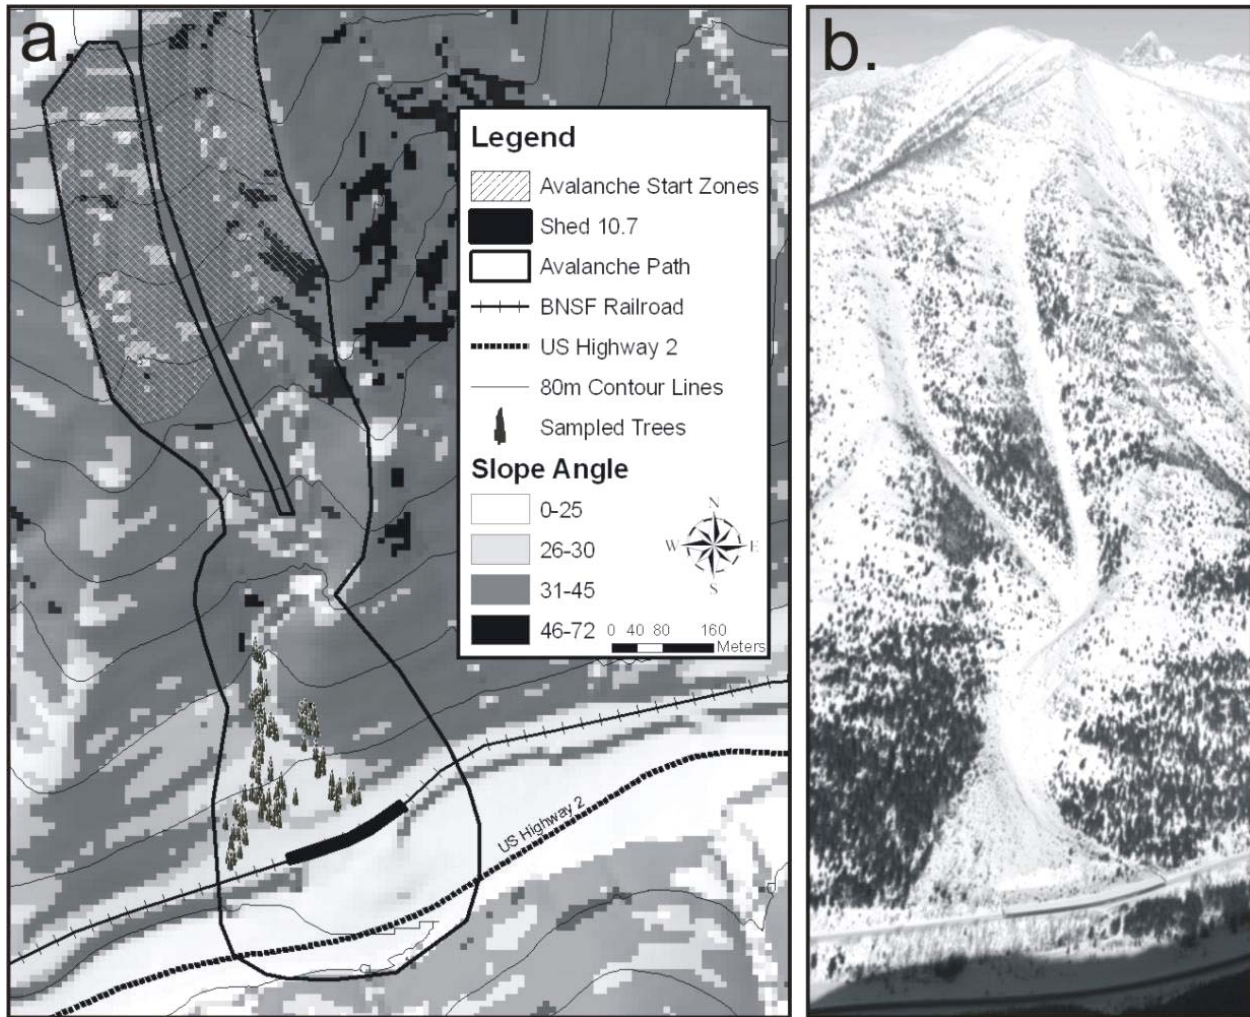 a
Legend
Avalanche Start Zones
Shed 10.7
Avalanche Path
BNSF Railroad
US Highway 2
80m Contour Lines
Sampled Trees
Slope Angle
0-25
26-30
31-45
46-72
N
W E
S
0 40 80 160
Meters
US Highway 2
b.